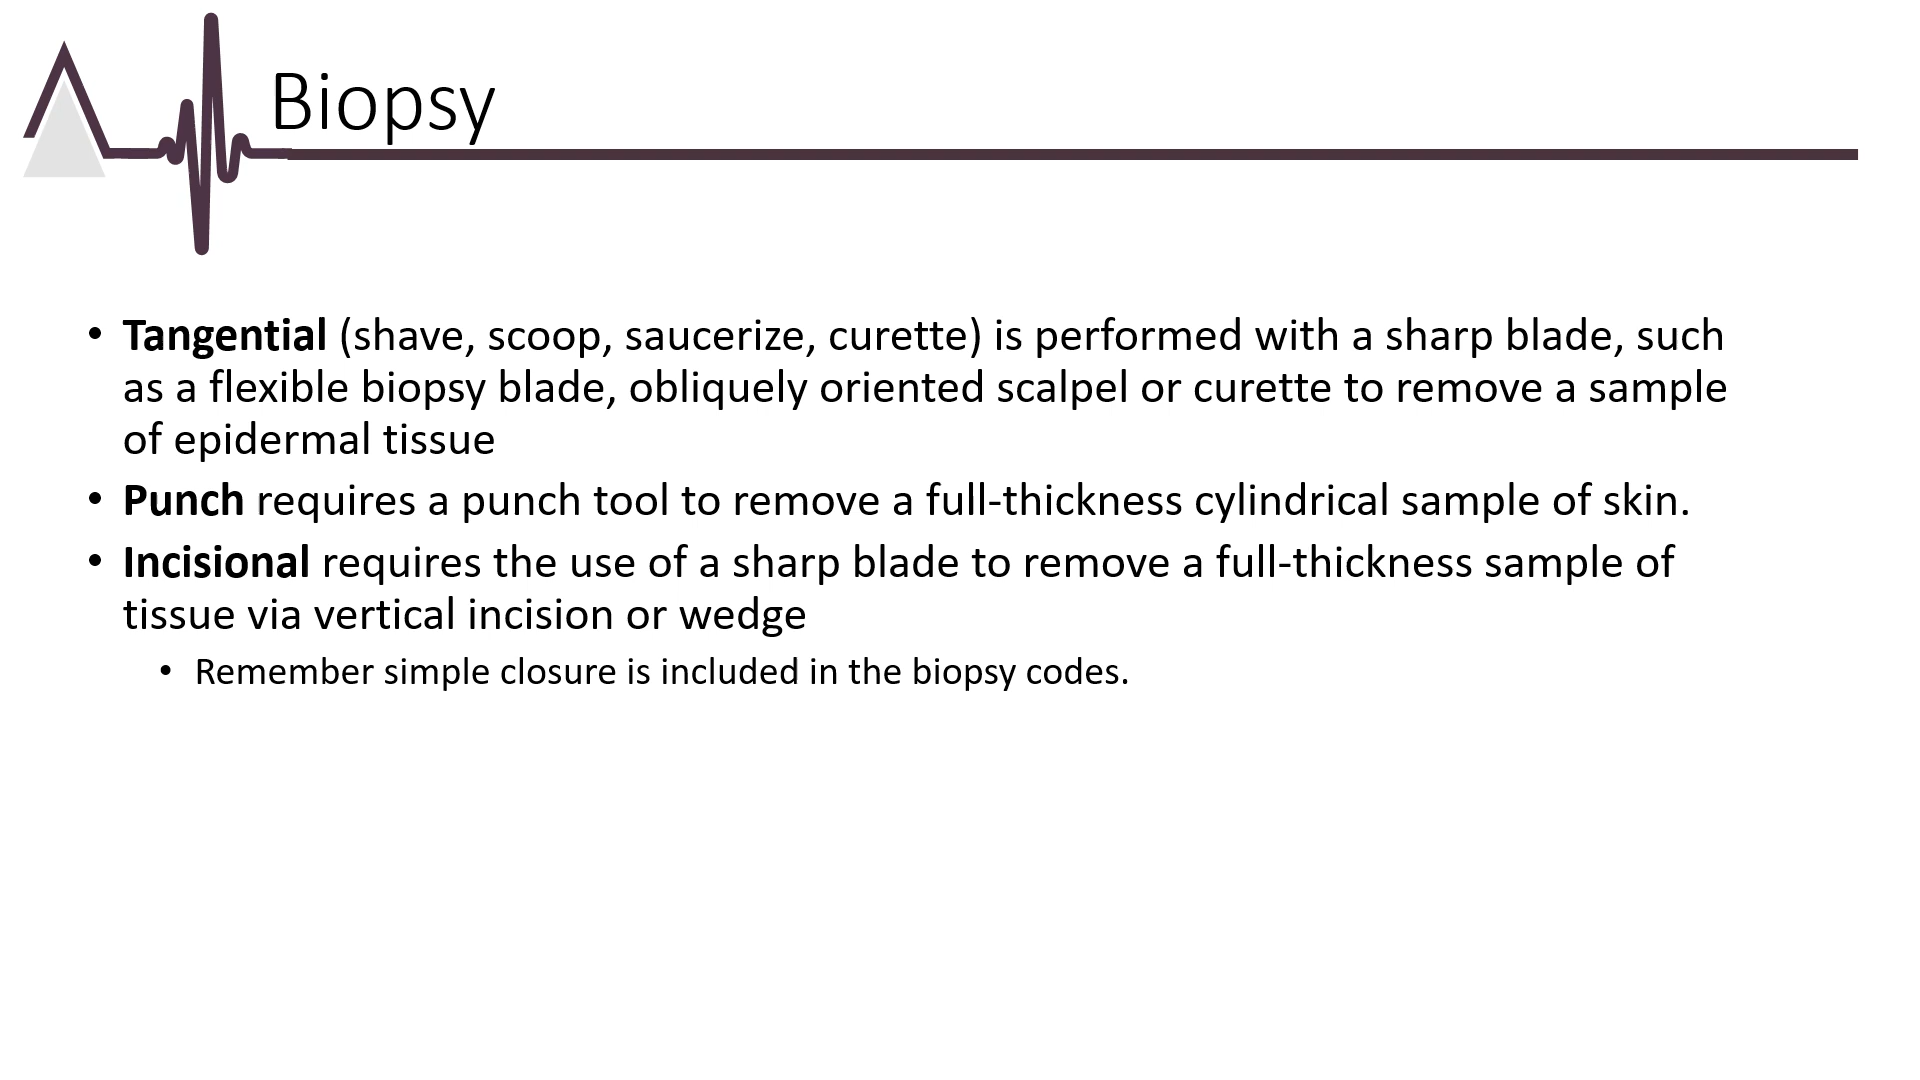 Biopsy
• Tangential (shave, scoop, saucerize, curette) is performed with a sharp blade, such
as a flexible biopsy blade, obliquely oriented scalpel or curette to remove a sample
of epidermal tissue
• Punch requires a punch tool to remove a full-thickness cylindrical sample of skin.
• Incisional requires the use of a sharp blade to remove a full-thickness sample of
tissue via vertical incision or wedge
• Remember simple closure is included in the biopsy codes.